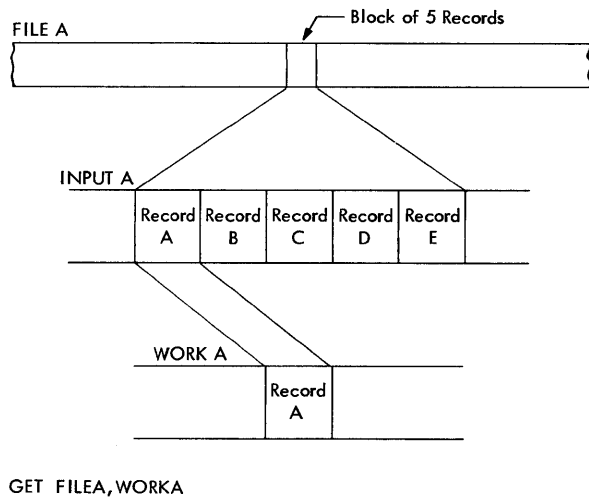 Block of 5 Records
FILE A
INPUT A
Record A
Record B
Record C
Record D
Record E
WORK A
Record A
GET FILEA, WORKA